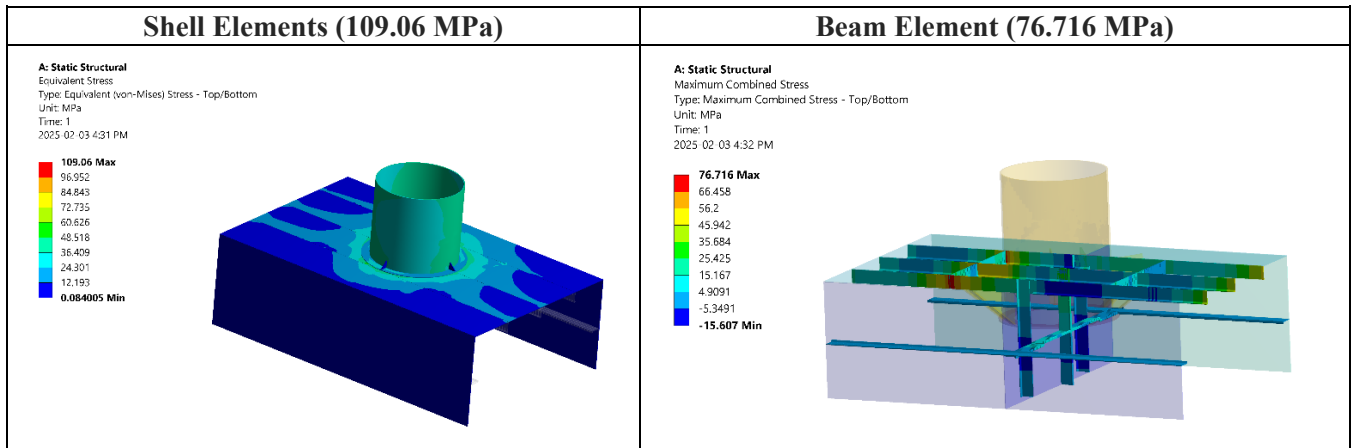 Shell Elements (109.06 MPa)
Beam Element (76.716 MPa)
A: Static Structural
Equivalent Stress
Type: Equivalent (von-Mises) Stress - Top/Bottom
Unit: MPa
Time: 1
2025-02-03 4:31 PM
109.06 Max
96.952
84.843
72.735
60.626
48.518
36.409
24.301
12.193
0.084005 Min
A: Static Structural
Maximum Combined Stress
Type: Maximum Combined Stress - Top/Bottom
Unit: MPa
Time: 1
2025-02-03 4:32 PM
76.716 Max
66.458
56.2
45.942
35.684
25.425
15.167
4.9091
-5.3491
-15.607 Min